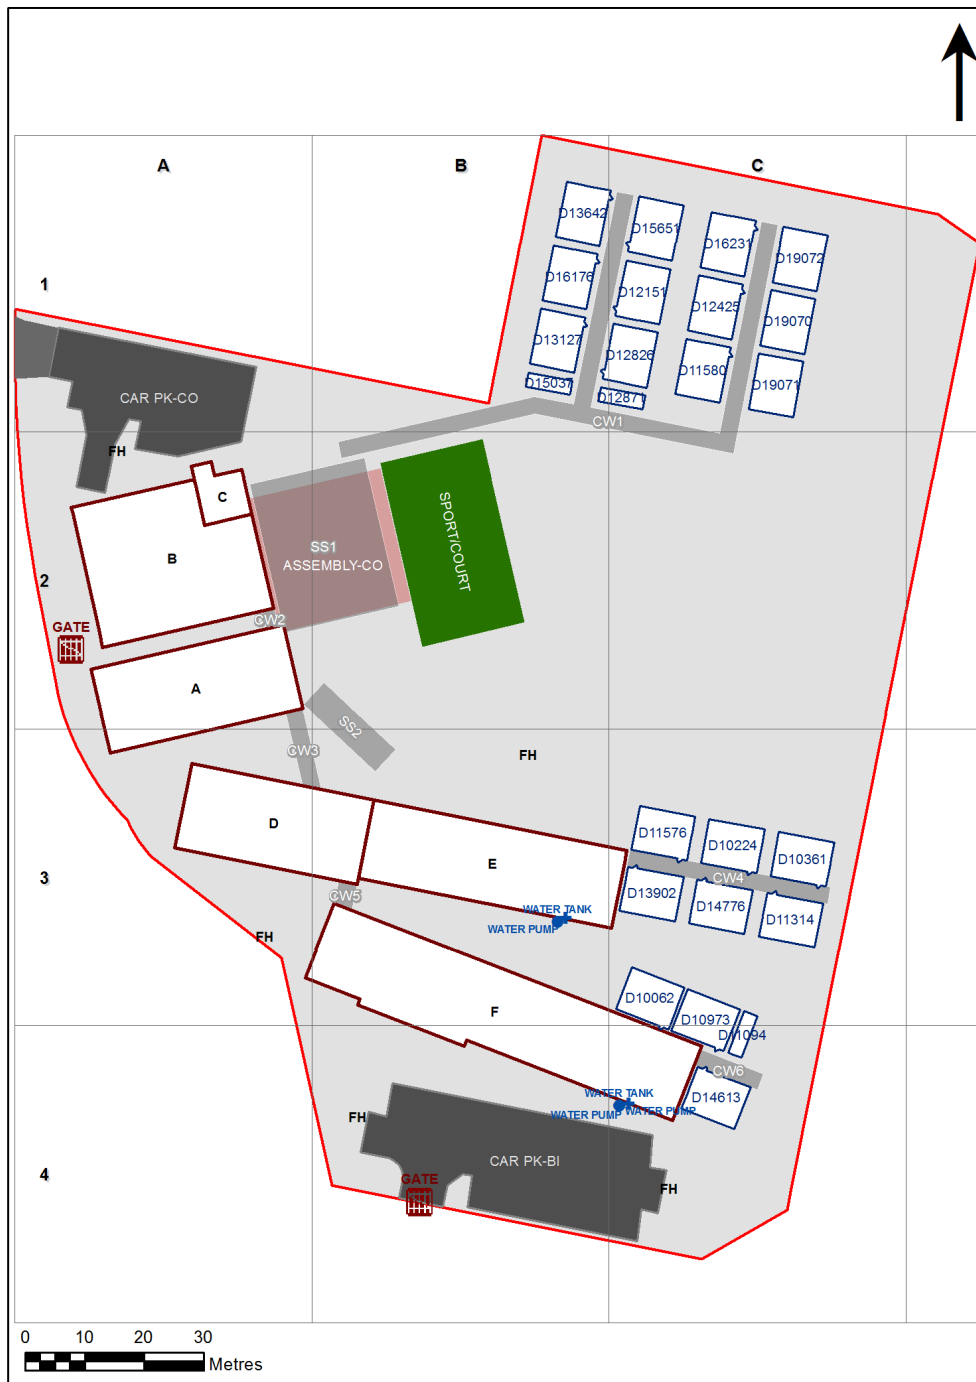 A
B
C
D13642
D15651
D16231
D19072
D16176
D12151
D12425
D19070
1
D13127
D12826
D11580
D19071
D15037
D12871
CAR PK-CO
CW1
FH
C
SPORT/COURT
SS1
ASSEMBLY-CO
B
2
CW2
GATE
A
SS2
CW3
FH
D
E
D11576
D10224
D10361
3
CW4
CW5
D13902
D14776
D11314
WATER TANK
WATER PUMP
FH
F
D10062
D10973
D11094
CW6
D14613
WATER TANK
WATER PUMP
WATER PUMP
FH
CAR PK-BI
4
GATE
FH
0 10 20 30
Metres